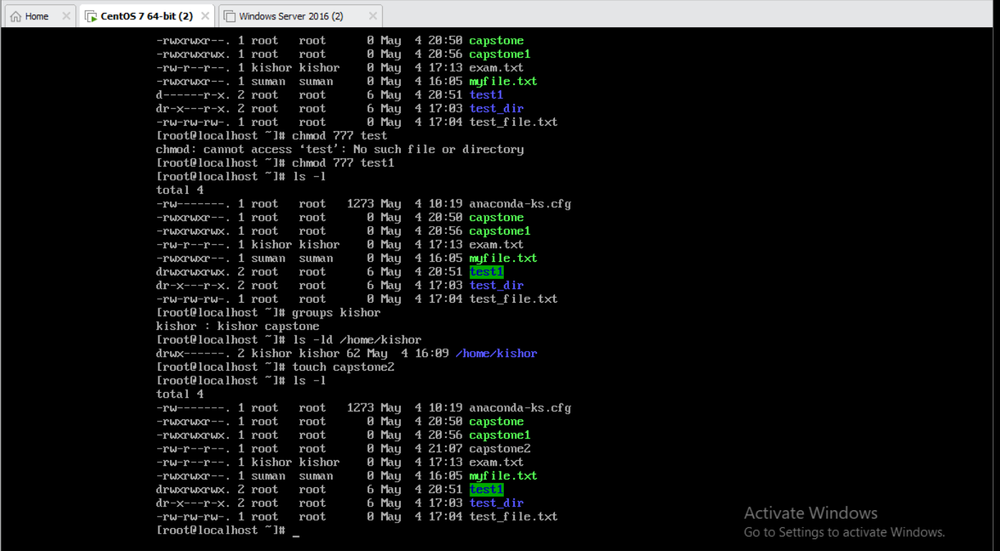 Home
CentOS 7 64-bit (2)
Windows Server 2016 (2)
-rwxrwxr--. 1 root   root      0 May  4 20:50 capstone
-rwxrwxrwx. 1 root   root      0 May  4 20:56 capstone1
-rw-r--r--. 1 kishor kishor    0 May  4 17:13 exam.txt
-rwxrwxr--. 1 suman  suman     0 May  4 16:05 myfile.txt
d------r-x. 2 root   root      6 May  4 20:51 test1
dr-x---r-x. 2 root   root      6 May  4 17:03 test_dir
-rw-rw-rw-. 1 root   root      0 May  4 17:04 test_file.txt
[root@localhost ~]# chmod 777 test
chmod: cannot access ‘test’: No such file or directory
[root@localhost ~]# chmod 777 test1
[root@localhost ~]# ls -l
total 4
-rw-------. 1 root   root   1273 May  4 10:19 anaconda-ks.cfg
-rwxrwxr--. 1 root   root      0 May  4 20:50 capstone
-rwxrwxrwx. 1 root   root      0 May  4 20:56 capstone1
-rw-r--r--. 1 kishor kishor    0 May  4 17:13 exam.txt
-rwxrwxr--. 1 suman  suman     0 May  4 16:05 myfile.txt
drwxrwxrwx. 2 root   root      6 May  4 20:51 test1
dr-x---r-x. 2 root   root      6 May  4 17:03 test_dir
-rw-rw-rw-. 1 root   root      0 May  4 17:04 test_file.txt
[root@localhost ~]# groups kishor
kishor : kishor capstone
[root@localhost ~]# ls -ld /home/kishor
drwx------. 2 kishor kishor 62 May  4 16:09 /home/kishor
[root@localhost ~]# touch capstone2
[root@localhost ~]# ls -l
total 4
-rw-------. 1 root   root   1273 May  4 10:19 anaconda-ks.cfg
-rwxrwxr--. 1 root   root      0 May  4 20:50 capstone
-rwxrwxrwx. 1 root   root      0 May  4 20:56 capstone1
-rw-r--r--. 1 root   root      0 May  4 21:07 capstone2
-rw-r--r--. 1 kishor kishor    0 May  4 17:13 exam.txt
-rwxrwxr--. 1 suman  suman     0 May  4 16:05 myfile.txt
drwxrwxrwx. 2 root   root      6 May  4 20:51 test1
dr-x---r-x. 2 root   root      6 May  4 17:03 test_dir
-rw-rw-rw-. 1 root   root      0 May  4 17:04 test_file.txt
[root@localhost ~]# _
Activate Windows
Go to Settings to activate Windows.